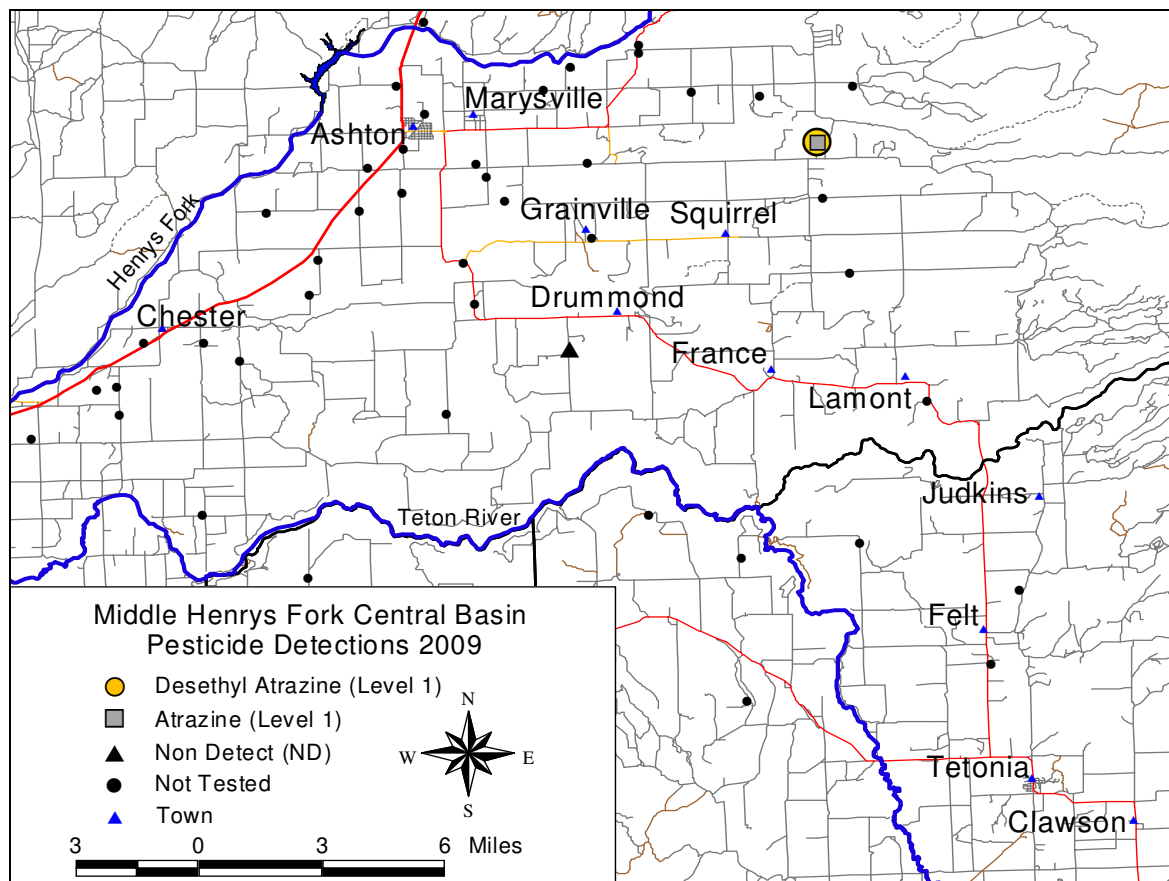 Marysville
Ashton
Henrys Fork
Grainville
Squirrel
Drummond
Chester
France
Lamont
Judkins
Teton River
Felt
Tetonia
Clawson
Middle Henrys Fork Central Basin
Pesticide Detections 2009
Desethyl Atrazine (Level 1)
Atrazine (Level 1)
Non Detect (ND)
Not Tested
Town
N
W E
S
3 0 3 6 Miles